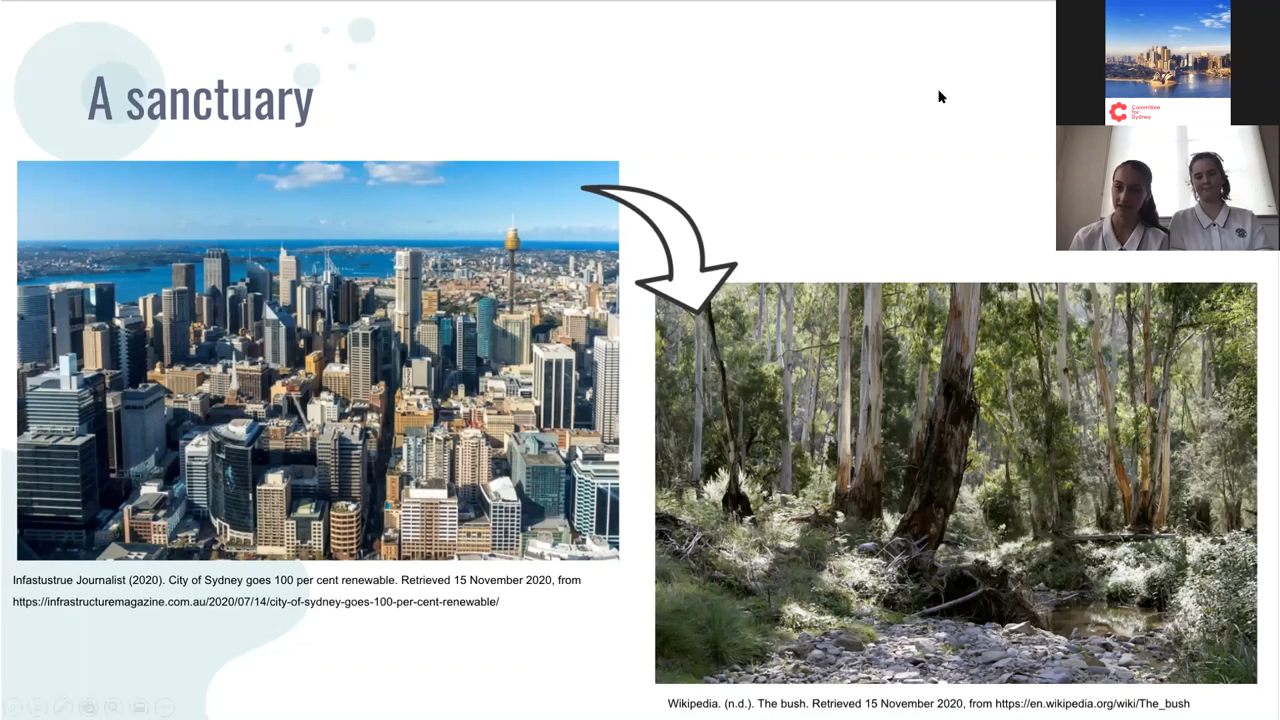 A sanctuary
Committee
for
Sydney
Infastustrue Journalist (2020). City of Sydney goes 100 per cent renewable. Retrieved 15 November 2020, from
https://infrastructuremagazine.com.au/2020/07/14/city-of-sydney-goes-100-per-cent-renewable/
Wikipedia. (n.d.). The bush. Retrieved 15 November 2020, from https://en.wikipedia.org/wiki/The_bush